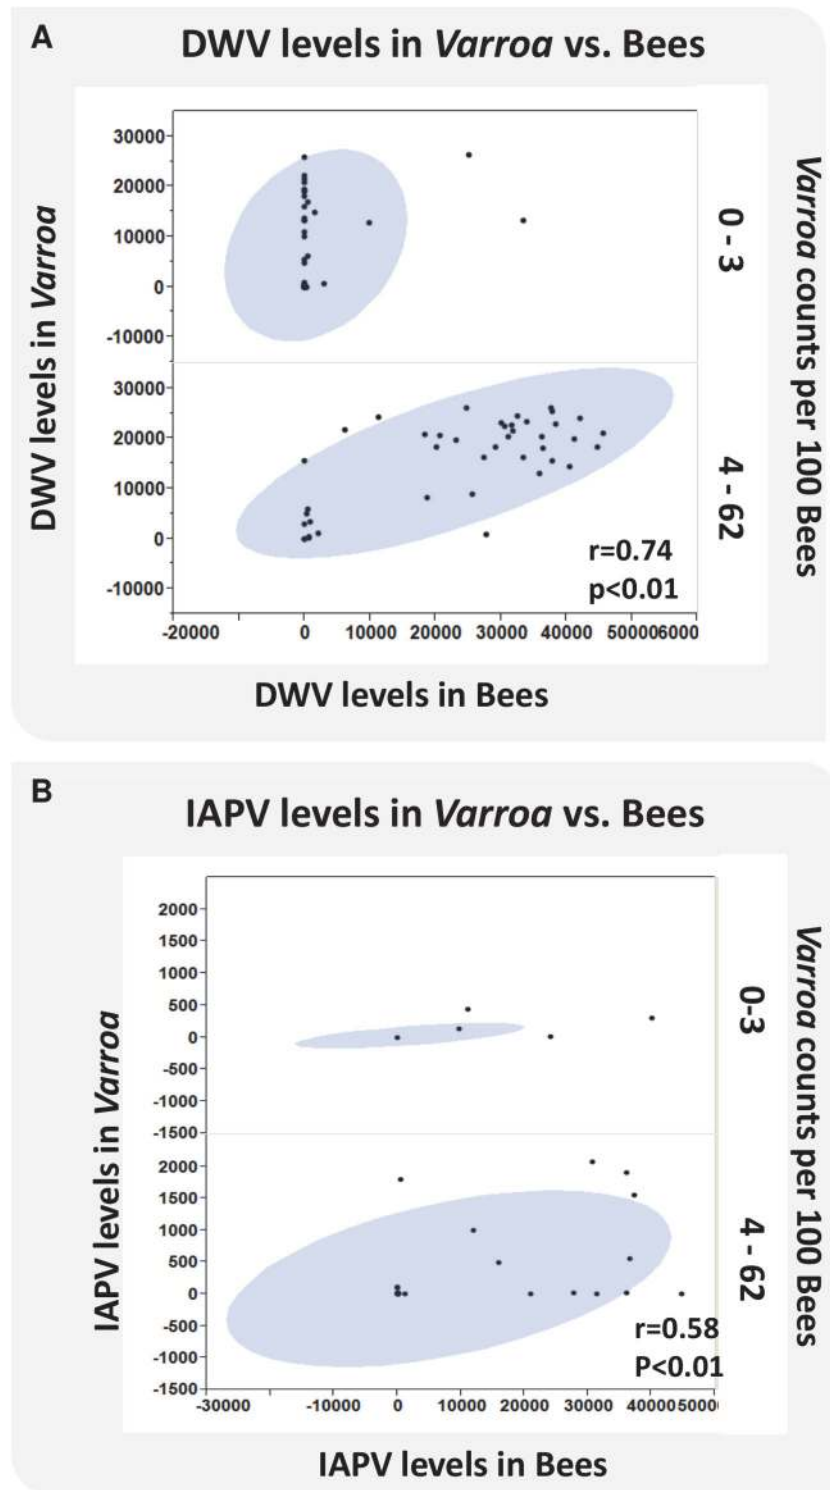 A
DWV levels in Varroa vs. Bees
DWV levels in Varroa
30000
20000
10000
0
-10000
30000
20000
10000
0
-10000
r=0.74
p<0.01
-20000 0 10000 20000 30000 40000 50000 6000
DWV levels in Bees
0 - 3
4 - 62
Varroa counts per 100 Bees
B
IAPV levels in Varroa vs. Bees
IAPV levels in Varroa
2000
1500
1000
500
0
-500
-1000
-1500
2000
1500
1000
500
0
-500
-1000
-1500
r=0.58
P<0.01
-30000 -10000 0 10000 20000 30000 40000 5000
IAPV levels in Bees
0-3
4 - 62
Varroa counts per 100 Bees